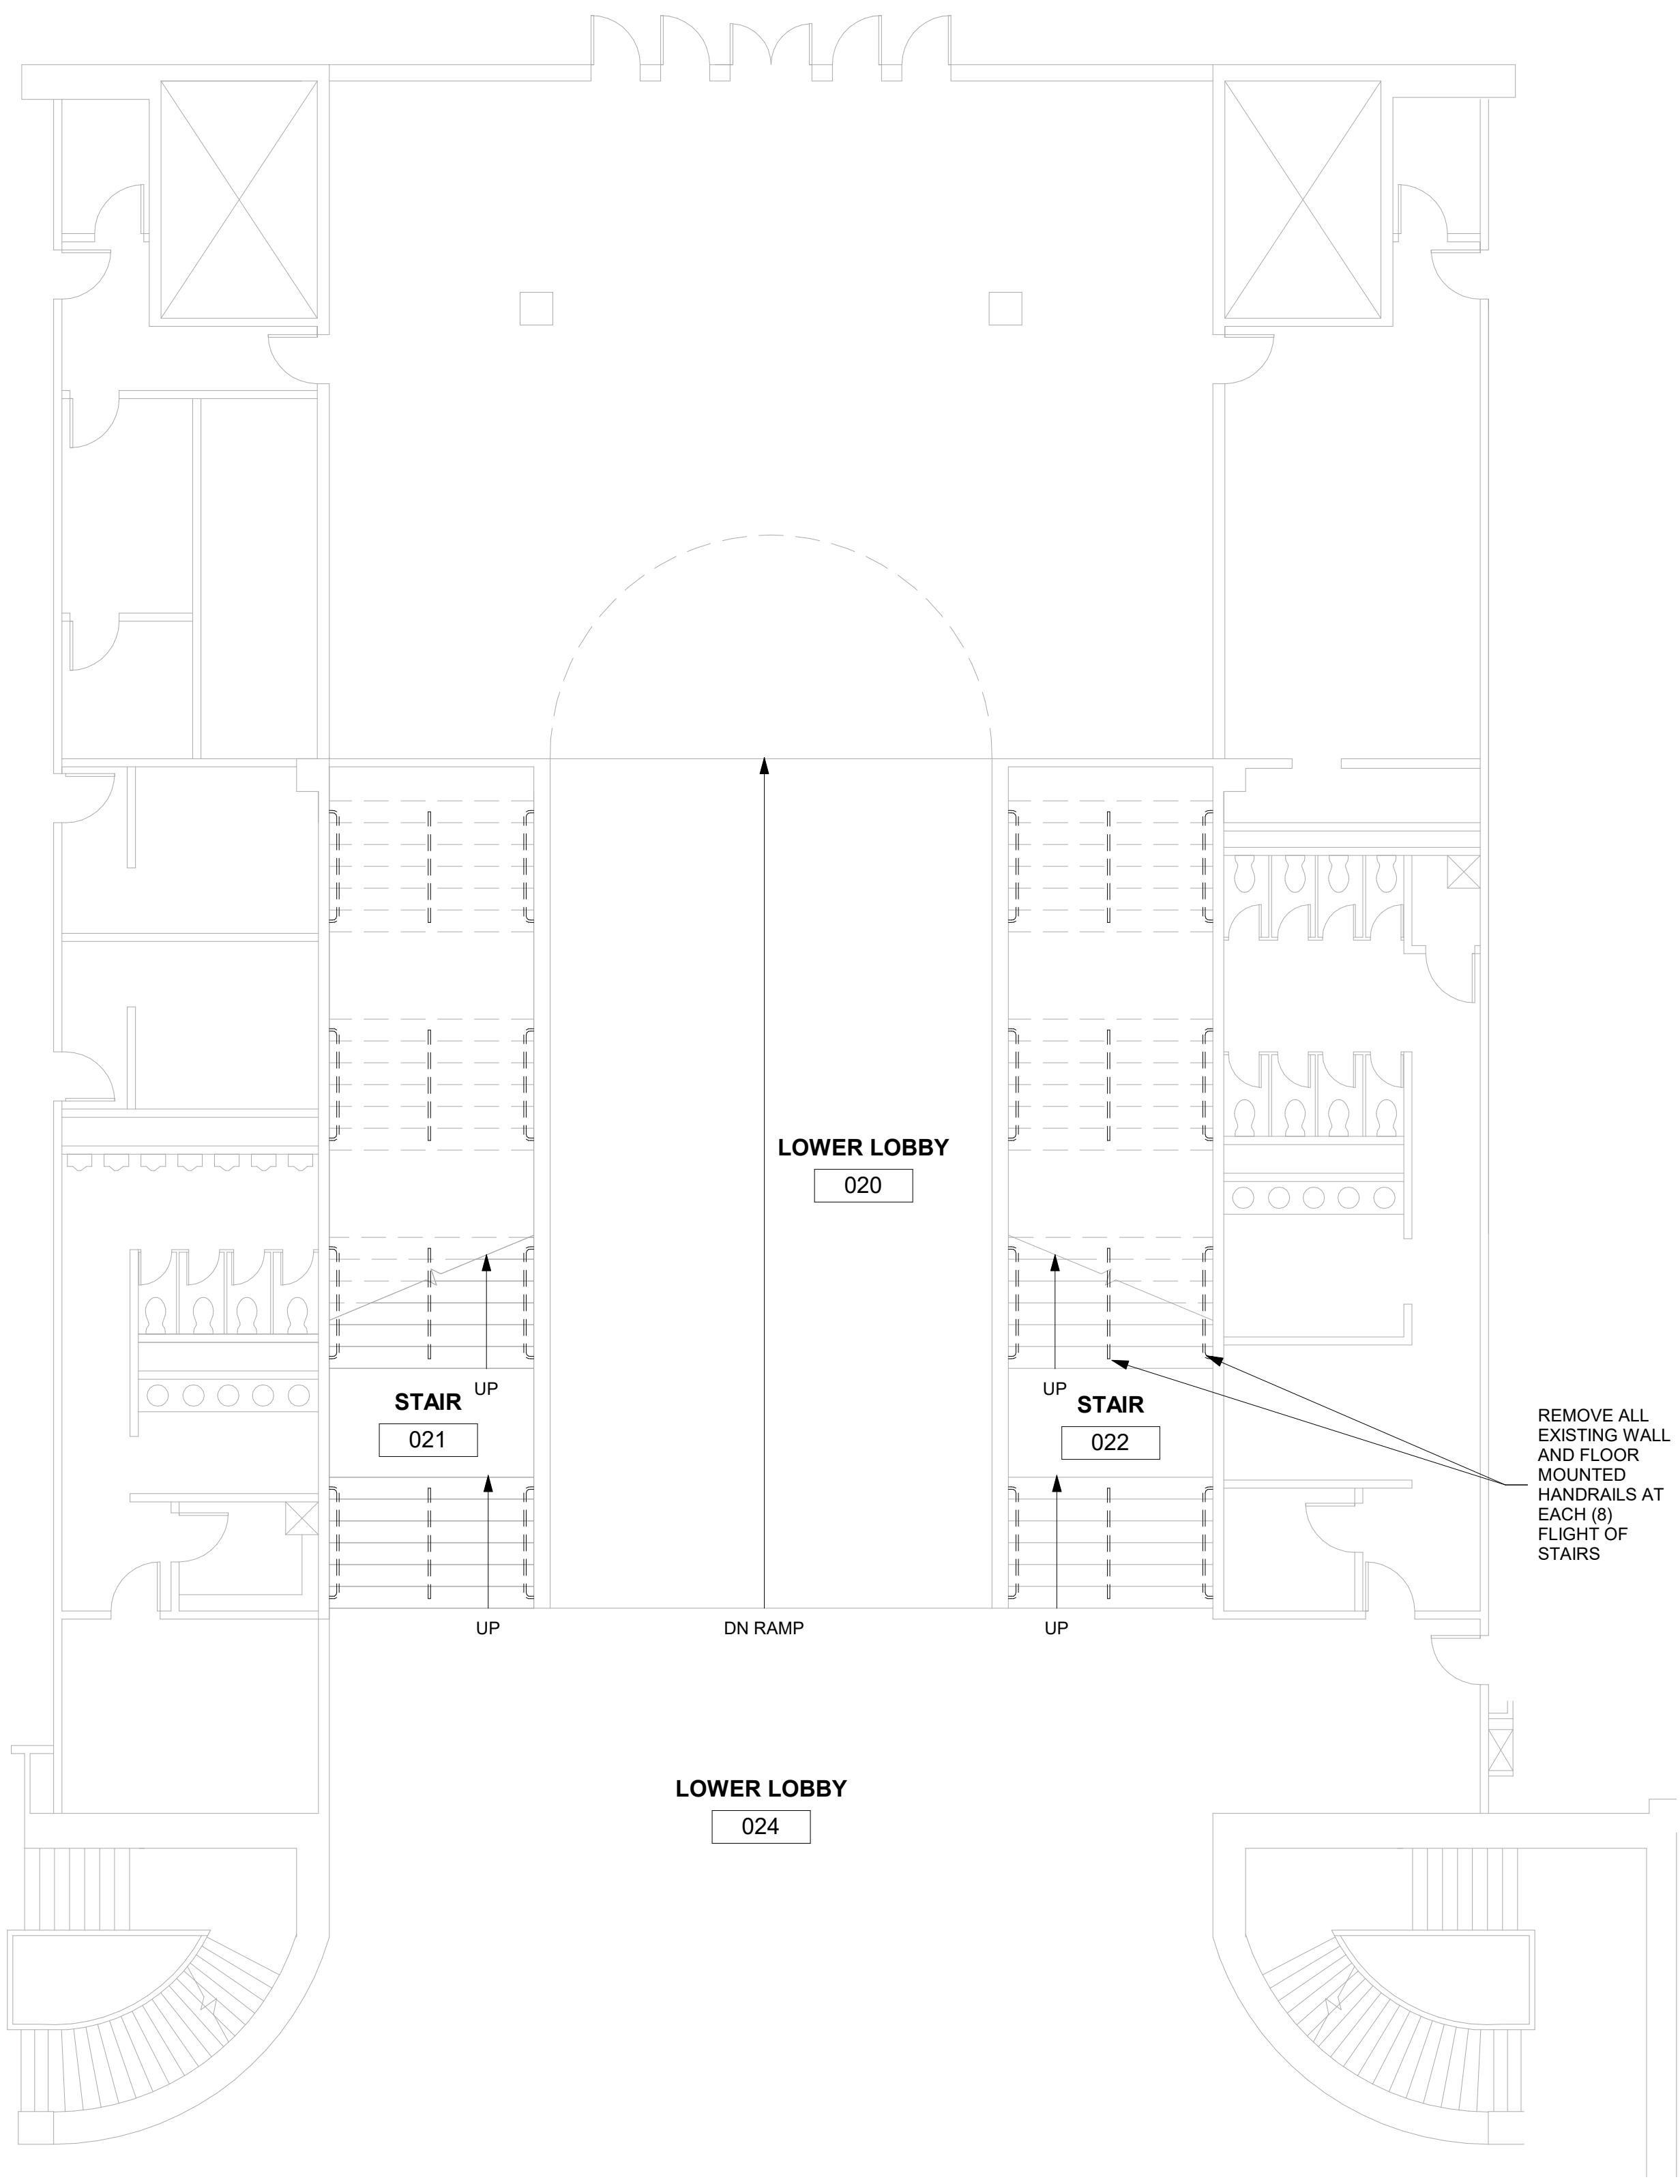 LOWER LOBBY
020
UP
UP
STAIR
021
STAIR
022
REMOVE ALL
EXISTING WALL
AND FLOOR
MOUNTED
HANDRAILS AT
EACH (8)
FLIGHT OF
STAIRS
UP
DN RAMP
UP
LOWER LOBBY
024